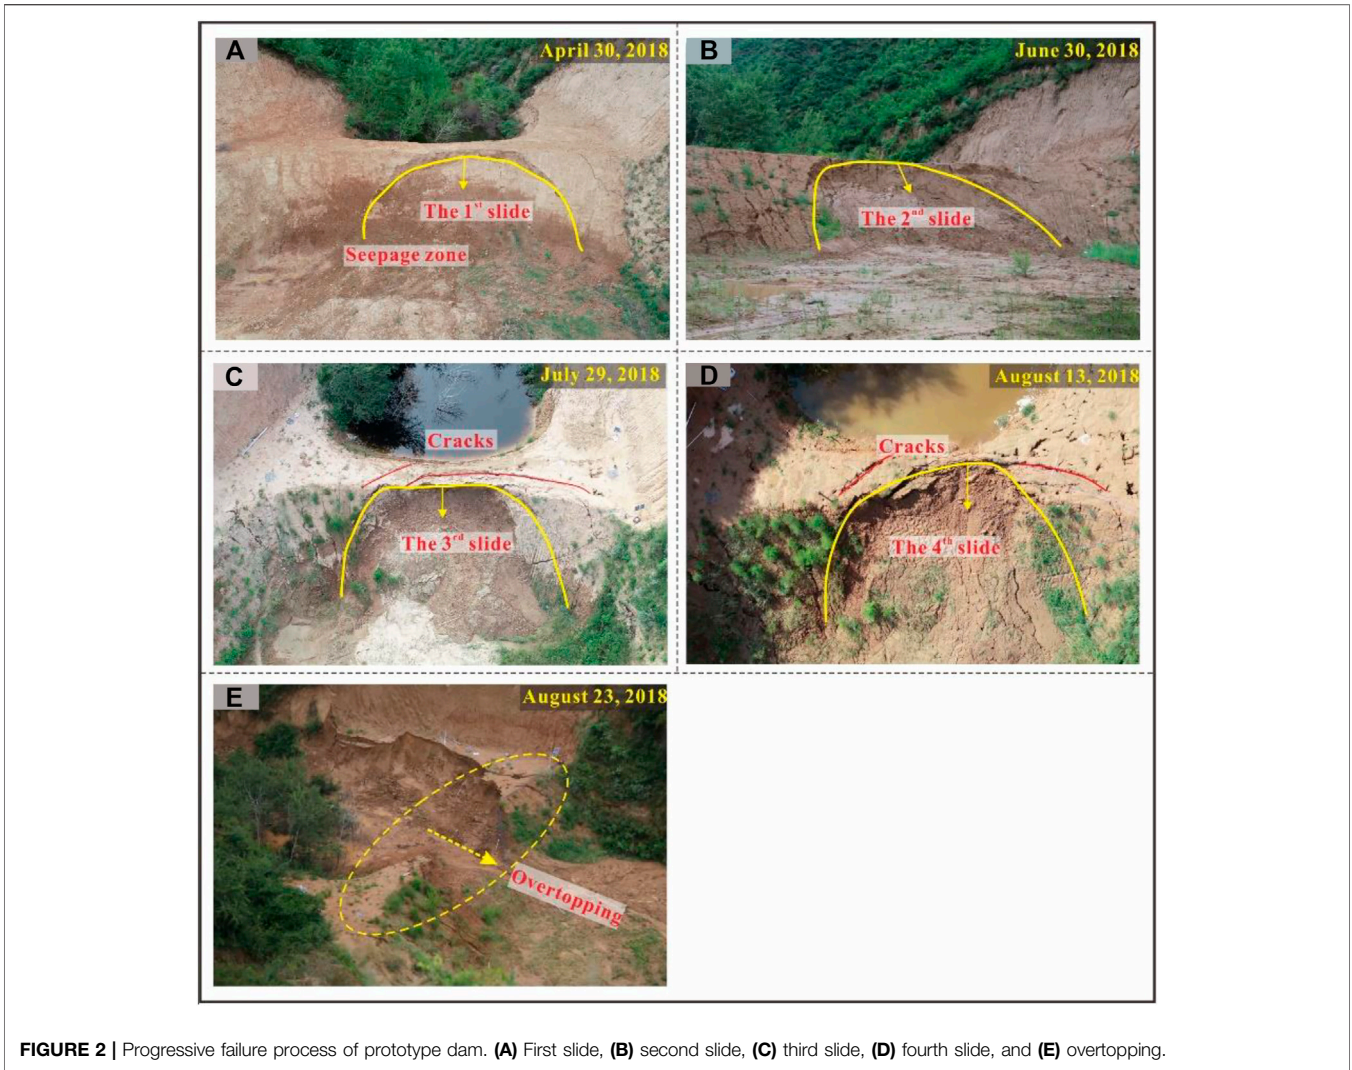 A
April 30, 2018
The 1st slide
Seepage zone
B
June 30, 2018
The 2nd slide
C
July 29, 2018
Cracks
The 3rd slide
D
August 13, 2018
Cracks
The 4th slide
E
August 23, 2018
Overtopping
FIGURE 2 | Progressive failure process of prototype dam. (A) First slide, (B) second slide, (C) third slide, (D) fourth slide, and (E) overtopping.